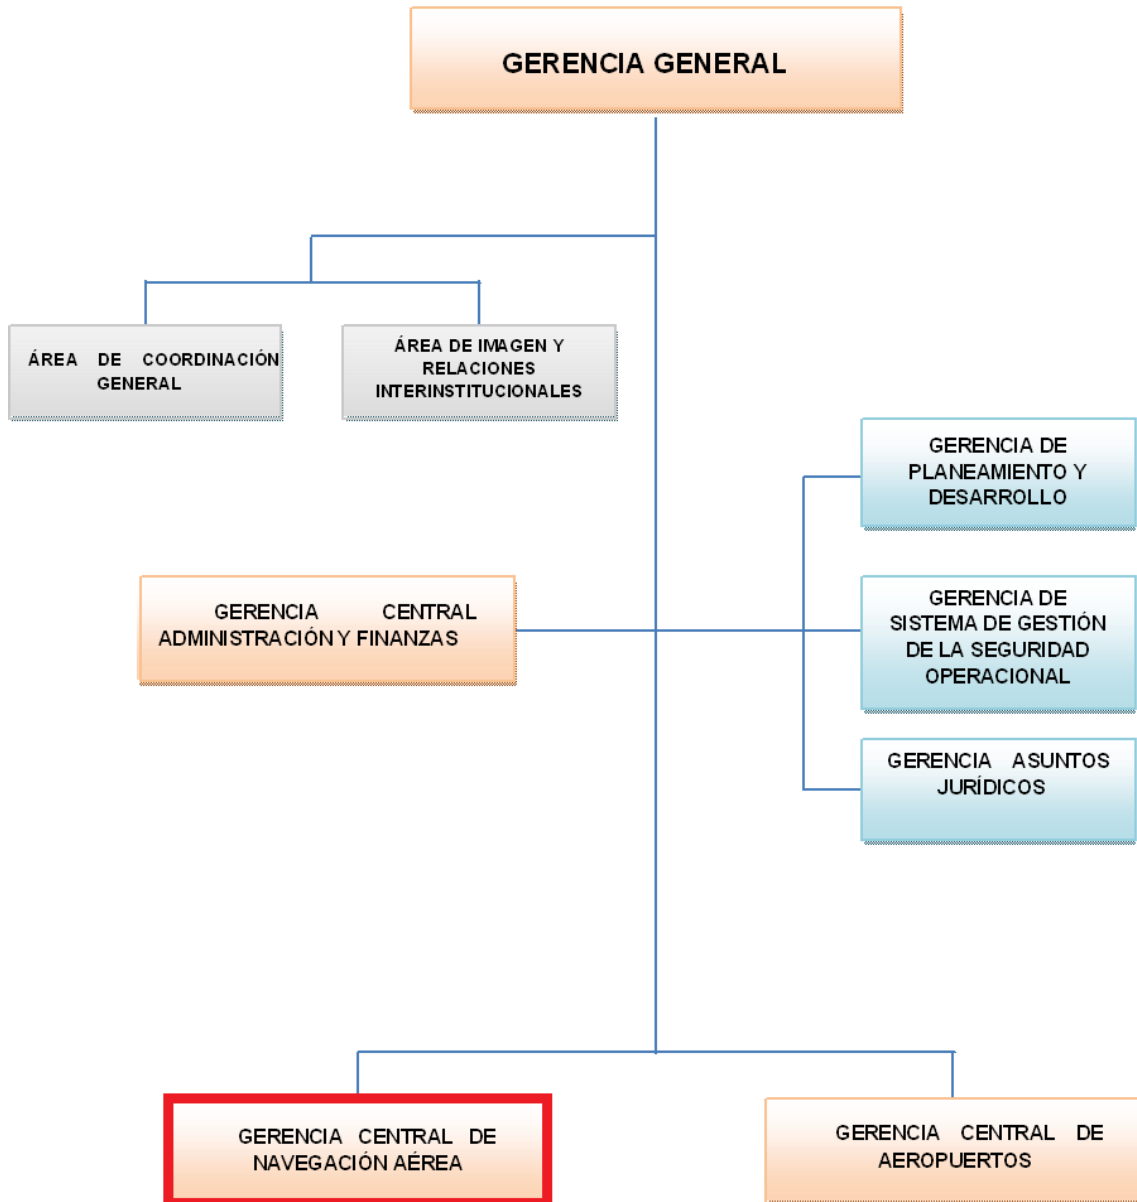 GERENCIA GENERAL
ÁREA DE COORDINACIÓN
GENERAL
ÁREA DE IMAGEN Y
RELACIONES
INTERINSTITUCIONALES
GERENCIA DE
PLANEAMIENTO Y
DESARROLLO
GERENCIA CENTRAL
ADMINISTRACIÓN Y FINANZAS
GERENCIA DE
SISTEMA DE GESTIÓN
DE LA SEGURIDAD
OPERACIONAL
GERENCIA ASUNTOS
JURÍDICOS
GERENCIA CENTRAL DE
NAVEGACIÓN AÉREA
GERENCIA CENTRAL DE
AEROPUERTOS